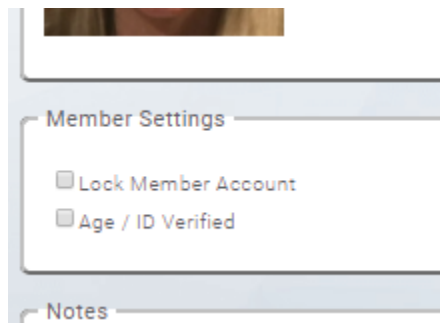 Member Settings
Lock Member Account
Age / ID Verified
Notes